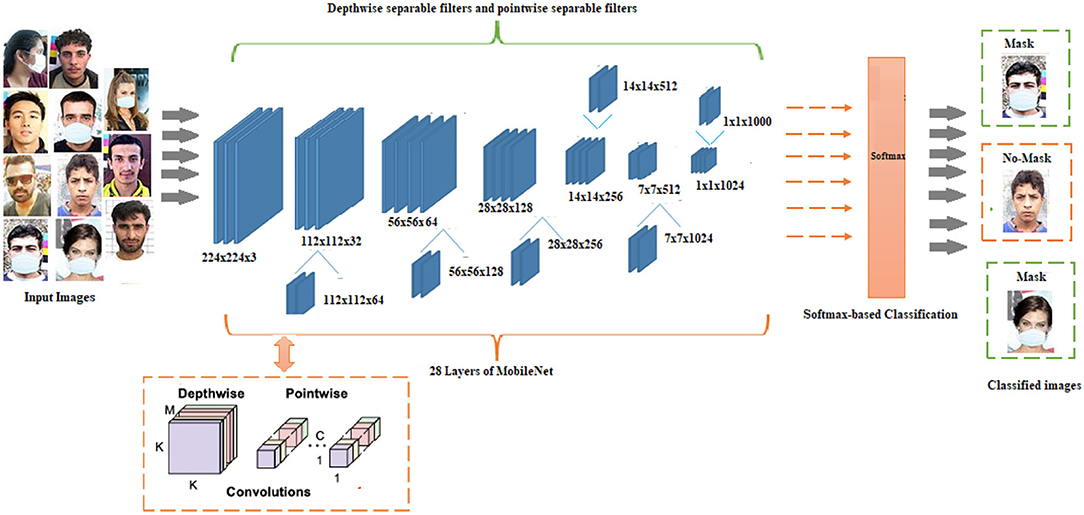 Depthwise separable filters and pointwise separable filters
Mask
14x14x512
1x1x1000
Softmax
No-Mask
224x224x3
112x112x32
56x56x64
28x28x128
14x14x256
7x7x512
1x1x1024
112x112x64
56x56x128
28x28x256
7x7x1024
Mask
Input Images
Softmax-based Classification
28 Layers of MobileNet
Classified images
Depthwise
Pointwise
M
K
K
C
...
1
1
Convolutions